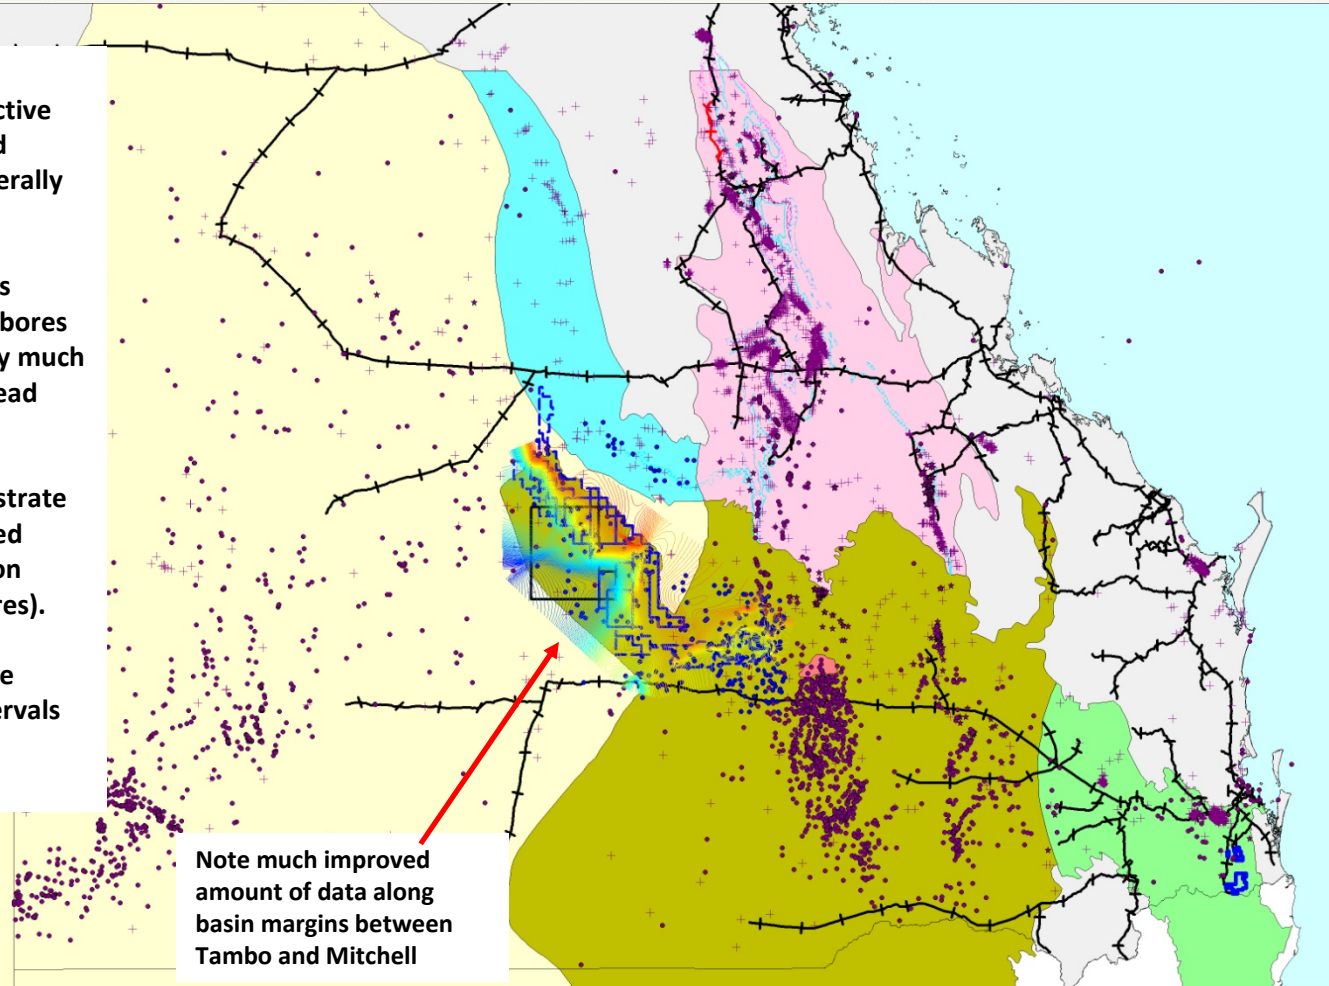 ctive
d
erally
s
bores
y much
ead
strate
ed
on
res).
e
ervals
Note much improved
amount of data along
basin margins between
Tambo and Mitchell